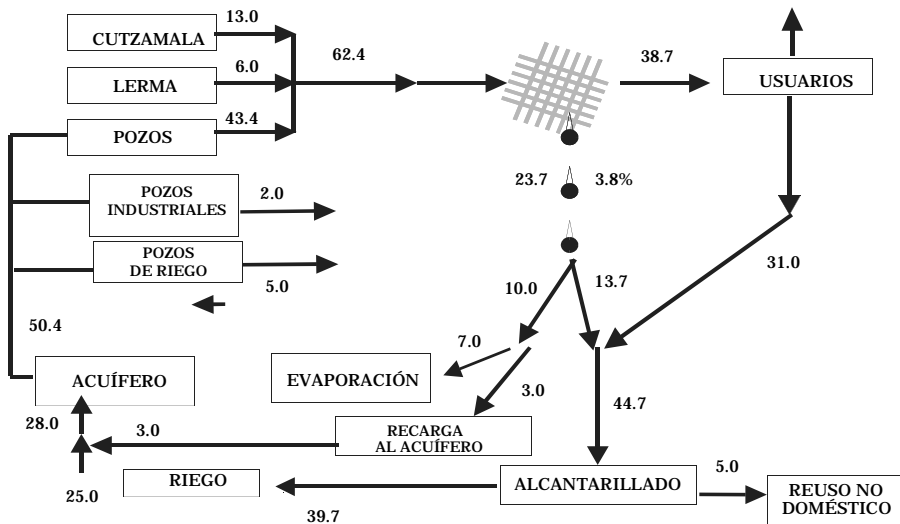 13.0
CUTZAMALA
6.0
LERMA
43.4
POZOS
62.4
38.7
USUARIOS
POZOS
INDUSTRIALES
2.0
23.7
3.8%
POZOS
DE RIEGO
5.0
10.0
13.7
31.0
50.4
7.0
ACUÍFERO
EVAPORACIÓN
3.0
44.7
28.0
3.0
RECARGA
AL ACUÍFERO
25.0
RIEGO
39.7
ALCANTARILLADO
5.0
REUSO NO
DOMÉSTICO